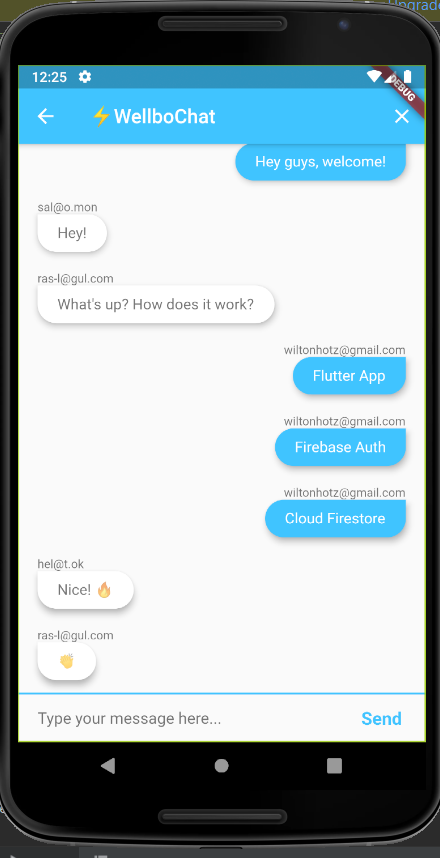 Upgrade
12:25
DEBUG
⚡WellboChat
Hey guys, welcome!
sal@o.mon
Hey!
ras-l@gul.com
What's up? How does it work?
wiltonhotz@gmail.com
Flutter App
wiltonhotz@gmail.com
Firebase Auth
wiltonhotz@gmail.com
Cloud Firestore
hel@t.ok
Nice! 🔥
ras-l@gul.com
👏
Type your message here...
Send